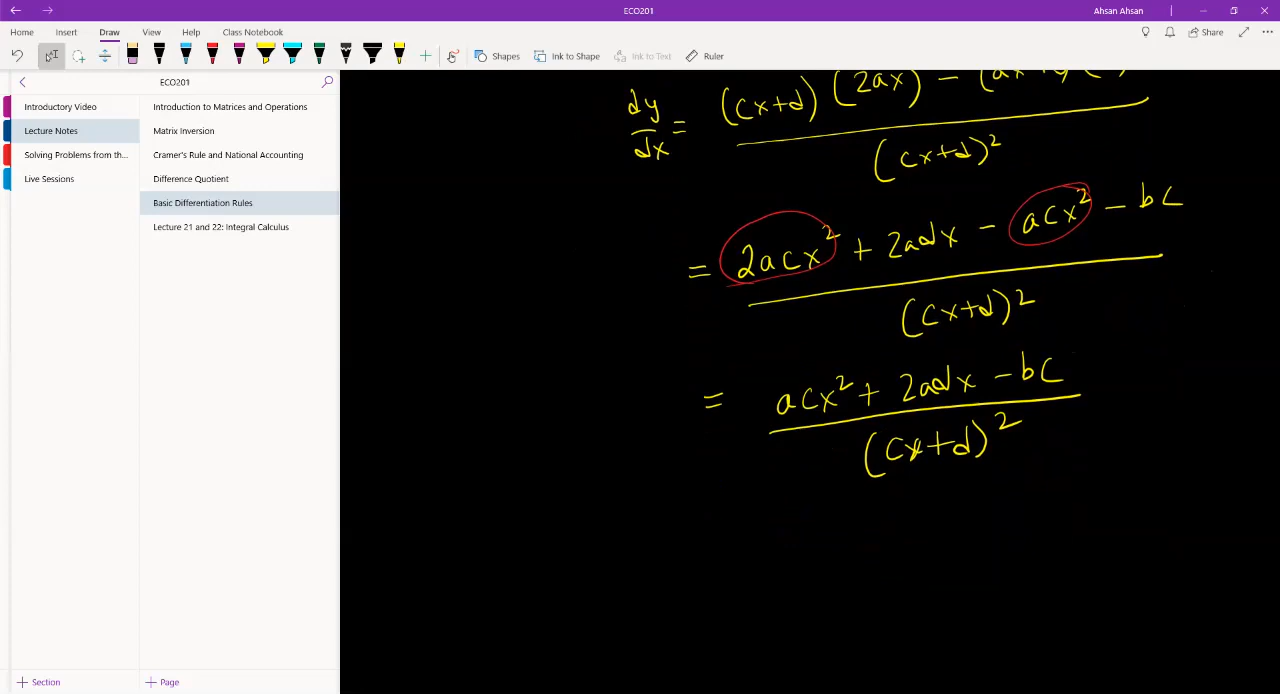 ECO201
Ahsan Ahsan
Home Insert Draw View Help Class Notebook
Share
Shapes Ink to Shape Ink to Text Ruler
ECO201
Introductory Video
Lecture Notes
Solving Problems from th...
Live Sessions
Introduction to Matrices and Operations
Matrix Inversion
Cramer's Rule and National Accounting
Difference Quotient
Basic Differentiation Rules
Lecture 21 and 22: Integral Calculus
+ Section
+ Page
dy/dx = (cx+d)(2ax) - (ax
(cx+d)²
= 2acx² + 2adx - acx² - bc
(cx+d)²
= acx² + 2adx - bc
(cx+d)²